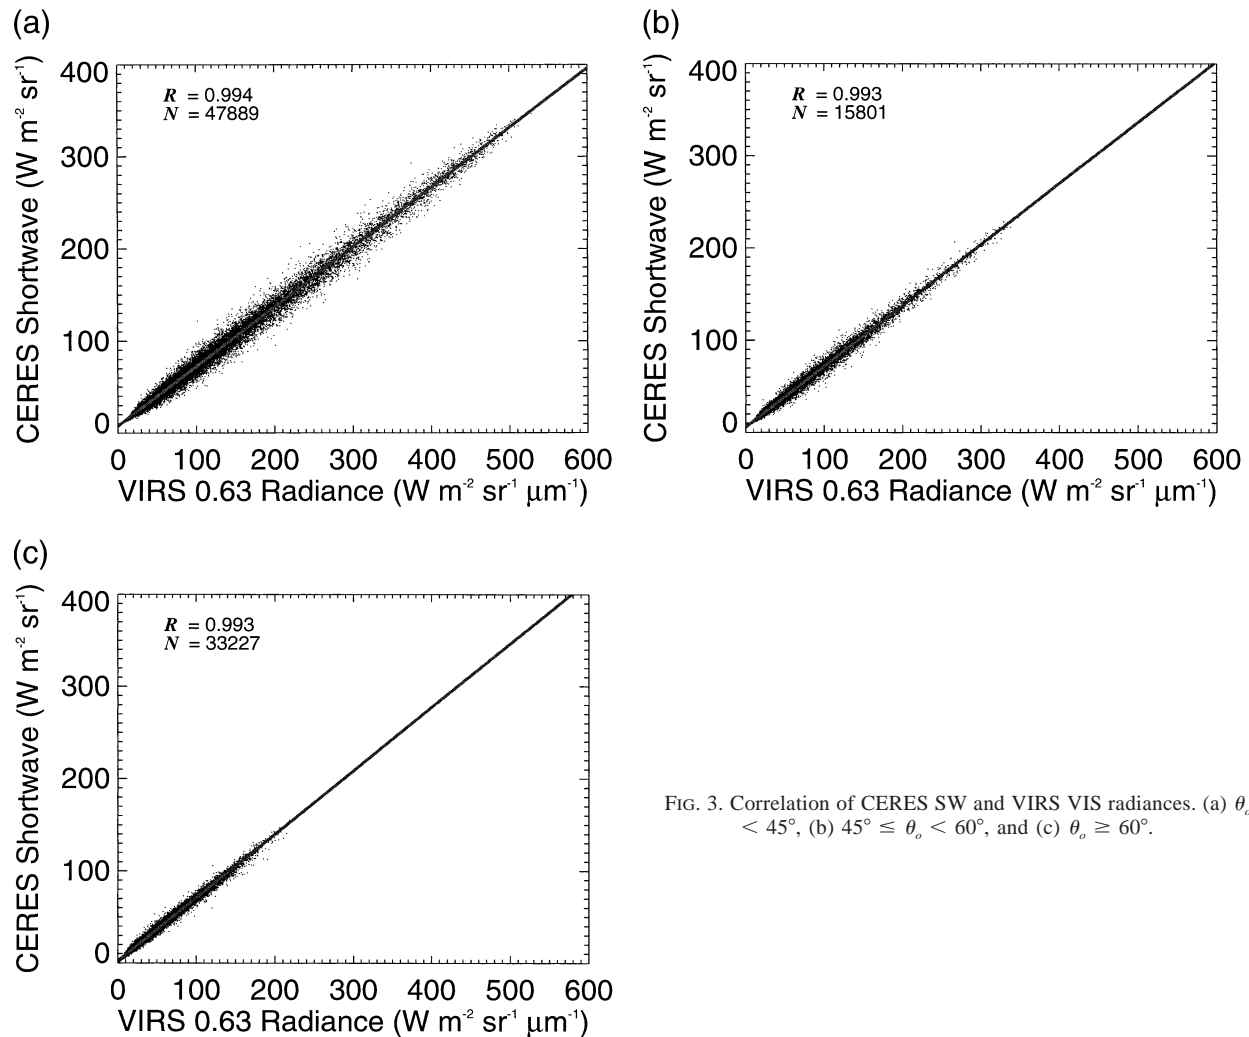 (a)
CERES Shortwave (W m⁻² sr⁻¹)
400
300
200
100
0
R = 0.994
N = 47889
0 100 200 300 400 500 600
VIRS 0.63 Radiance (W m⁻² sr⁻¹ μm⁻¹)
(b)
CERES Shortwave (W m⁻² sr⁻¹)
400
300
200
100
0
R = 0.993
N = 15801
0 100 200 300 400 500 600
VIRS 0.63 Radiance (W m⁻² sr⁻¹ μm⁻¹)
(c)
CERES Shortwave (W m⁻² sr⁻¹)
400
300
200
100
0
R = 0.993
N = 33227
0 100 200 300 400 500 600
VIRS 0.63 Radiance (W m⁻² sr⁻¹ μm⁻¹)
FIG. 3. Correlation of CERES SW and VIRS VIS radiances. (a) θₒ
< 45°, (b) 45° ≤ θₒ < 60°, and (c) θₒ ≥ 60°.